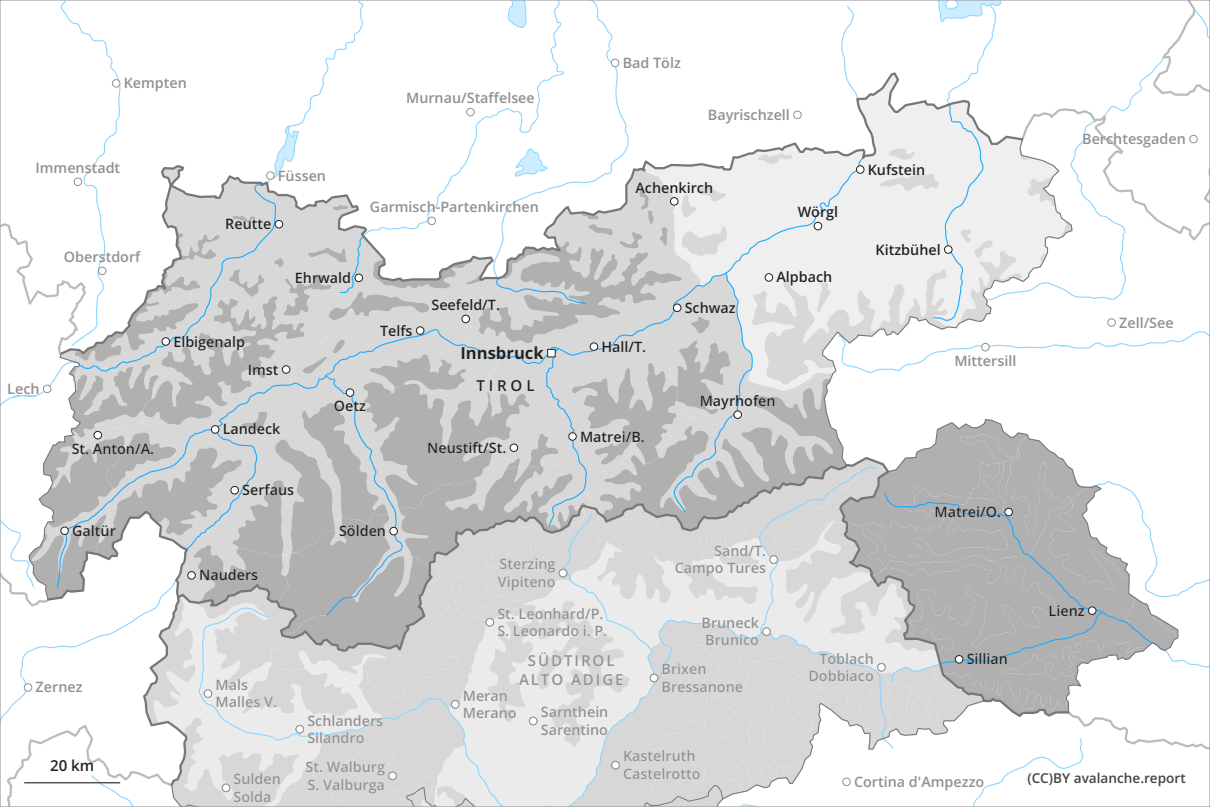 Kempten
Bad Tölz
Murnau/Staffelsee
Bayrischzell
Berchtesgaden
Immenstadt
Füssen
Kufstein
Achenkirch
Garmisch-Partenkirchen
Wörgl
Reutte
Kitzbühel
Oberstdorf
Ehrwald
Alpbach
Seefeld/T.
Schwaz
Telfs
Zell/See
Elbigenalp
Innsbruck
Hall/T.
Mittersill
Imst
TIROL
Lech
Oetz
Mayrhofen
Landeck
Matrei/B.
St. Anton/A.
Neustift/St.
Serfaus
Matrei/O.
Galtür
Sölden
Sand/T.
Campo Tures
Sterzing
Vipiteno
Nauders
Lienz
St. Leonhard/P.
S. Leonardo i. P.
Bruneck
Brunico
SÜDTIROL
ALTO ADIGE
Toblach
Dobbiaco
Sillian
Brixen
Bressanone
Zernez
Mals
Malles V.
Meran
Merano
Sarnthein
Sarentino
Schlanders
Silandro
Kastelruth
Castelrotto
St. Walburg
S. Valburga
20 km
Sulden
Solda
Cortina d'Ampezzo
(CC)BY avalanche.report